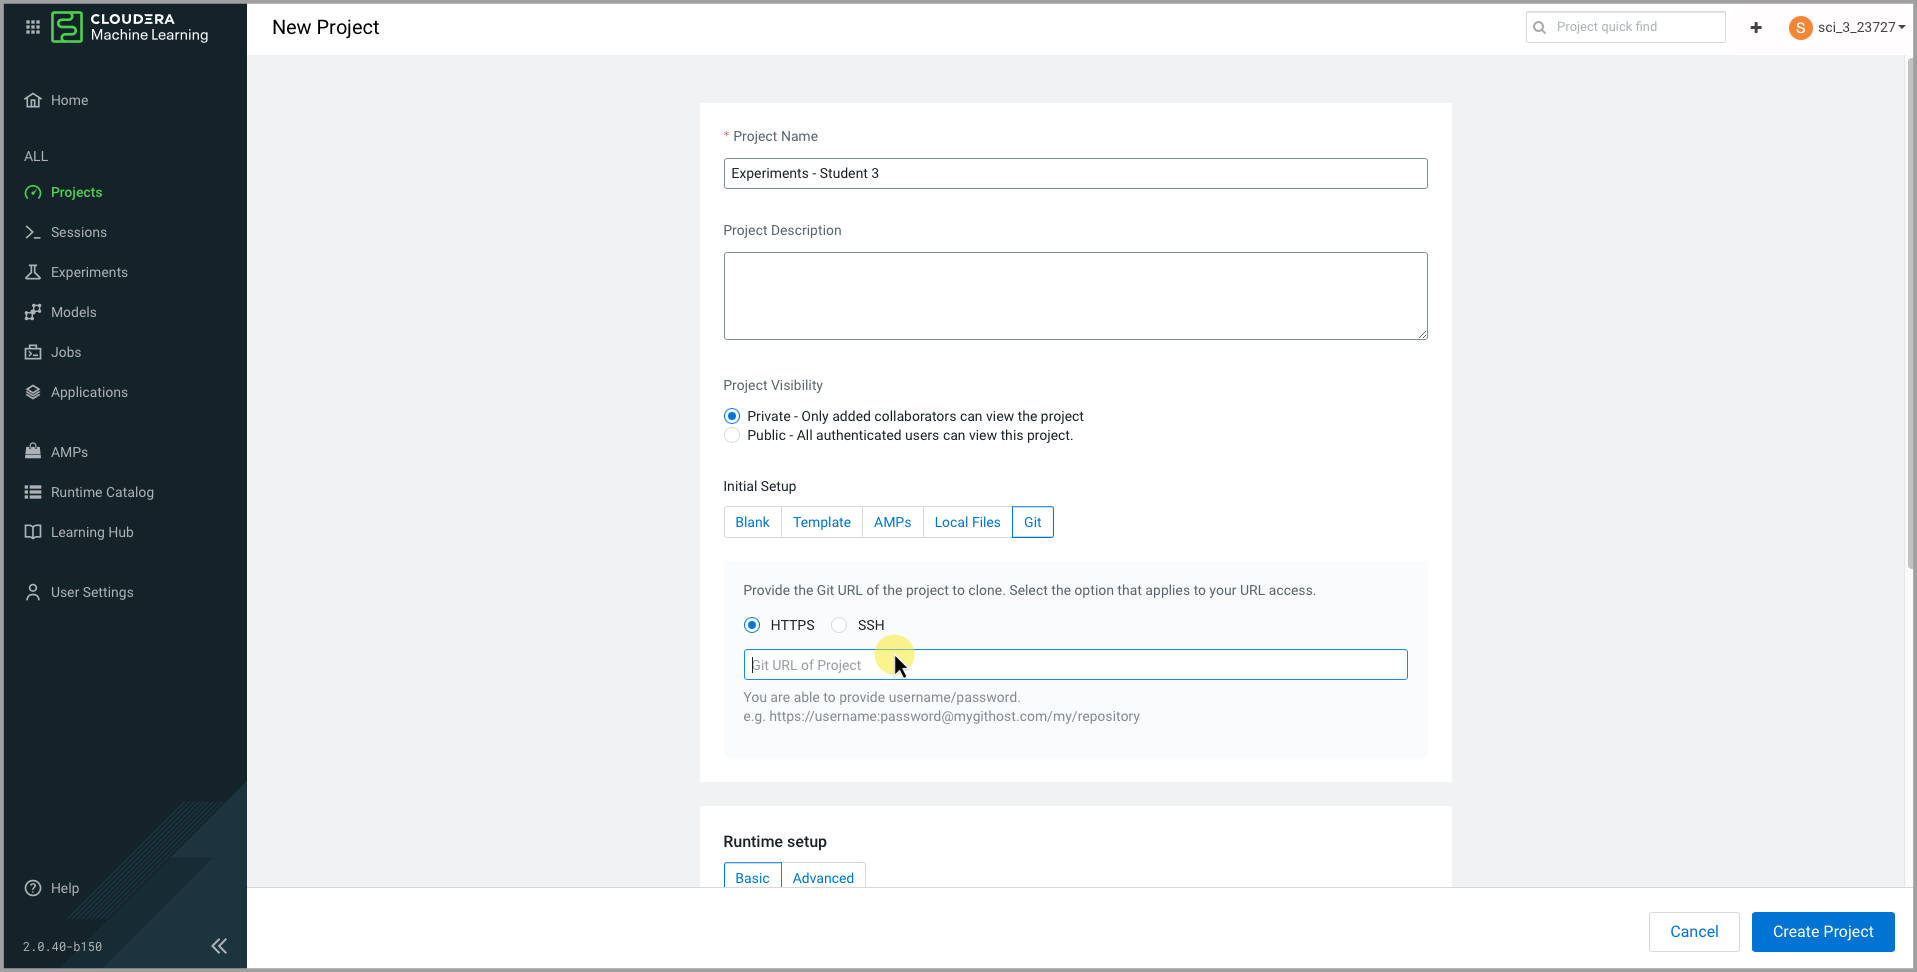 CLOUDERA
Machine Learning
New Project
Project quick find
S
sci_3_23727
Home
ALL
Projects
Sessions
Experiments
Models
Jobs
Applications
AMPs
Runtime Catalog
Learning Hub
User Settings
Help
2.0.40-b150
* Project Name
Experiments - Student 3
Project Description
Project Visibility
Private - Only added collaborators can view the project
Public - All authenticated users can view this project.
Initial Setup
Blank Template AMPs Local Files Git
Provide the Git URL of the project to clone. Select the option that applies to your URL access.
HTTPS SSH
Git URL of Project
You are able to provide username/password.
e.g. https://username:password@mygithost.com/my/repository
Runtime setup
Basic Advanced
Cancel Create Project